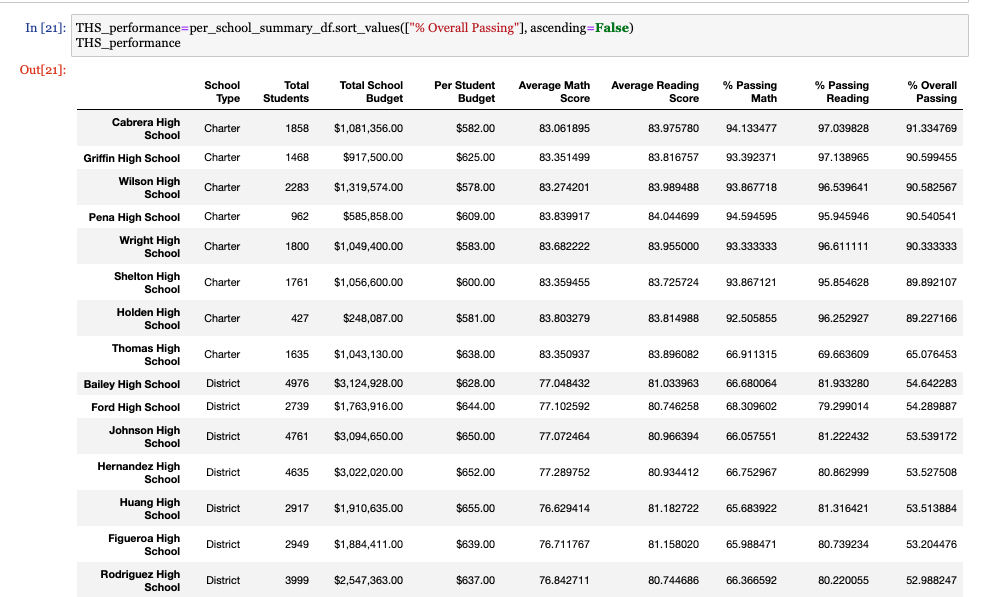 In [21]: THS_performance=per_school_summary_df.sort_values(["% Overall Passing"], ascending=False)
THS_performance
Out[21]:
School Type Total Students Total School Budget Per Student Budget Average Math Score Average Reading Score % Passing Math % Passing Reading % Overall Passing
Cabrera High School Charter 1858 $1,081,356.00 $582.00 83.061895 83.975780 94.133477 97.039828 91.334769
Griffin High School Charter 1468 $917,500.00 $625.00 83.351499 83.816757 93.392371 97.138965 90.599455
Wilson High School Charter 2283 $1,319,574.00 $578.00 83.274201 83.989488 93.867718 96.539641 90.582567
Pena High School Charter 962 $585,858.00 $609.00 83.839917 84.044699 94.594595 95.945946 90.540541
Wright High School Charter 1800 $1,049,400.00 $583.00 83.682222 83.955000 93.333333 96.611111 90.333333
Shelton High School Charter 1761 $1,056,600.00 $600.00 83.359455 83.725724 93.867121 95.854628 89.892107
Holden High School Charter 427 $248,087.00 $581.00 83.803279 83.814988 92.505855 96.252927 89.227166
Thomas High School Charter 1635 $1,043,130.00 $638.00 83.350937 83.896082 66.911315 69.663609 65.076453
Bailey High School District 4976 $3,124,928.00 $628.00 77.048432 81.033963 66.680064 81.933280 54.642283
Ford High School District 2739 $1,763,916.00 $644.00 77.102592 80.746258 68.309602 79.299014 54.289887
Johnson High School District 4761 $3,094,650.00 $650.00 77.072464 80.966394 66.057551 81.222432 53.539172
Hernandez High School District 4635 $3,022,020.00 $652.00 77.289752 80.934412 66.752967 80.862999 53.527508
Huang High School District 2917 $1,910,635.00 $655.00 76.629414 81.182722 65.683922 81.316421 53.513884
Figueroa High School District 2949 $1,884,411.00 $639.00 76.711767 81.158020 65.988471 80.739234 53.204476
Rodriguez High School District 3999 $2,547,363.00 $637.00 76.842711 80.744686 66.366592 80.220055 52.988247